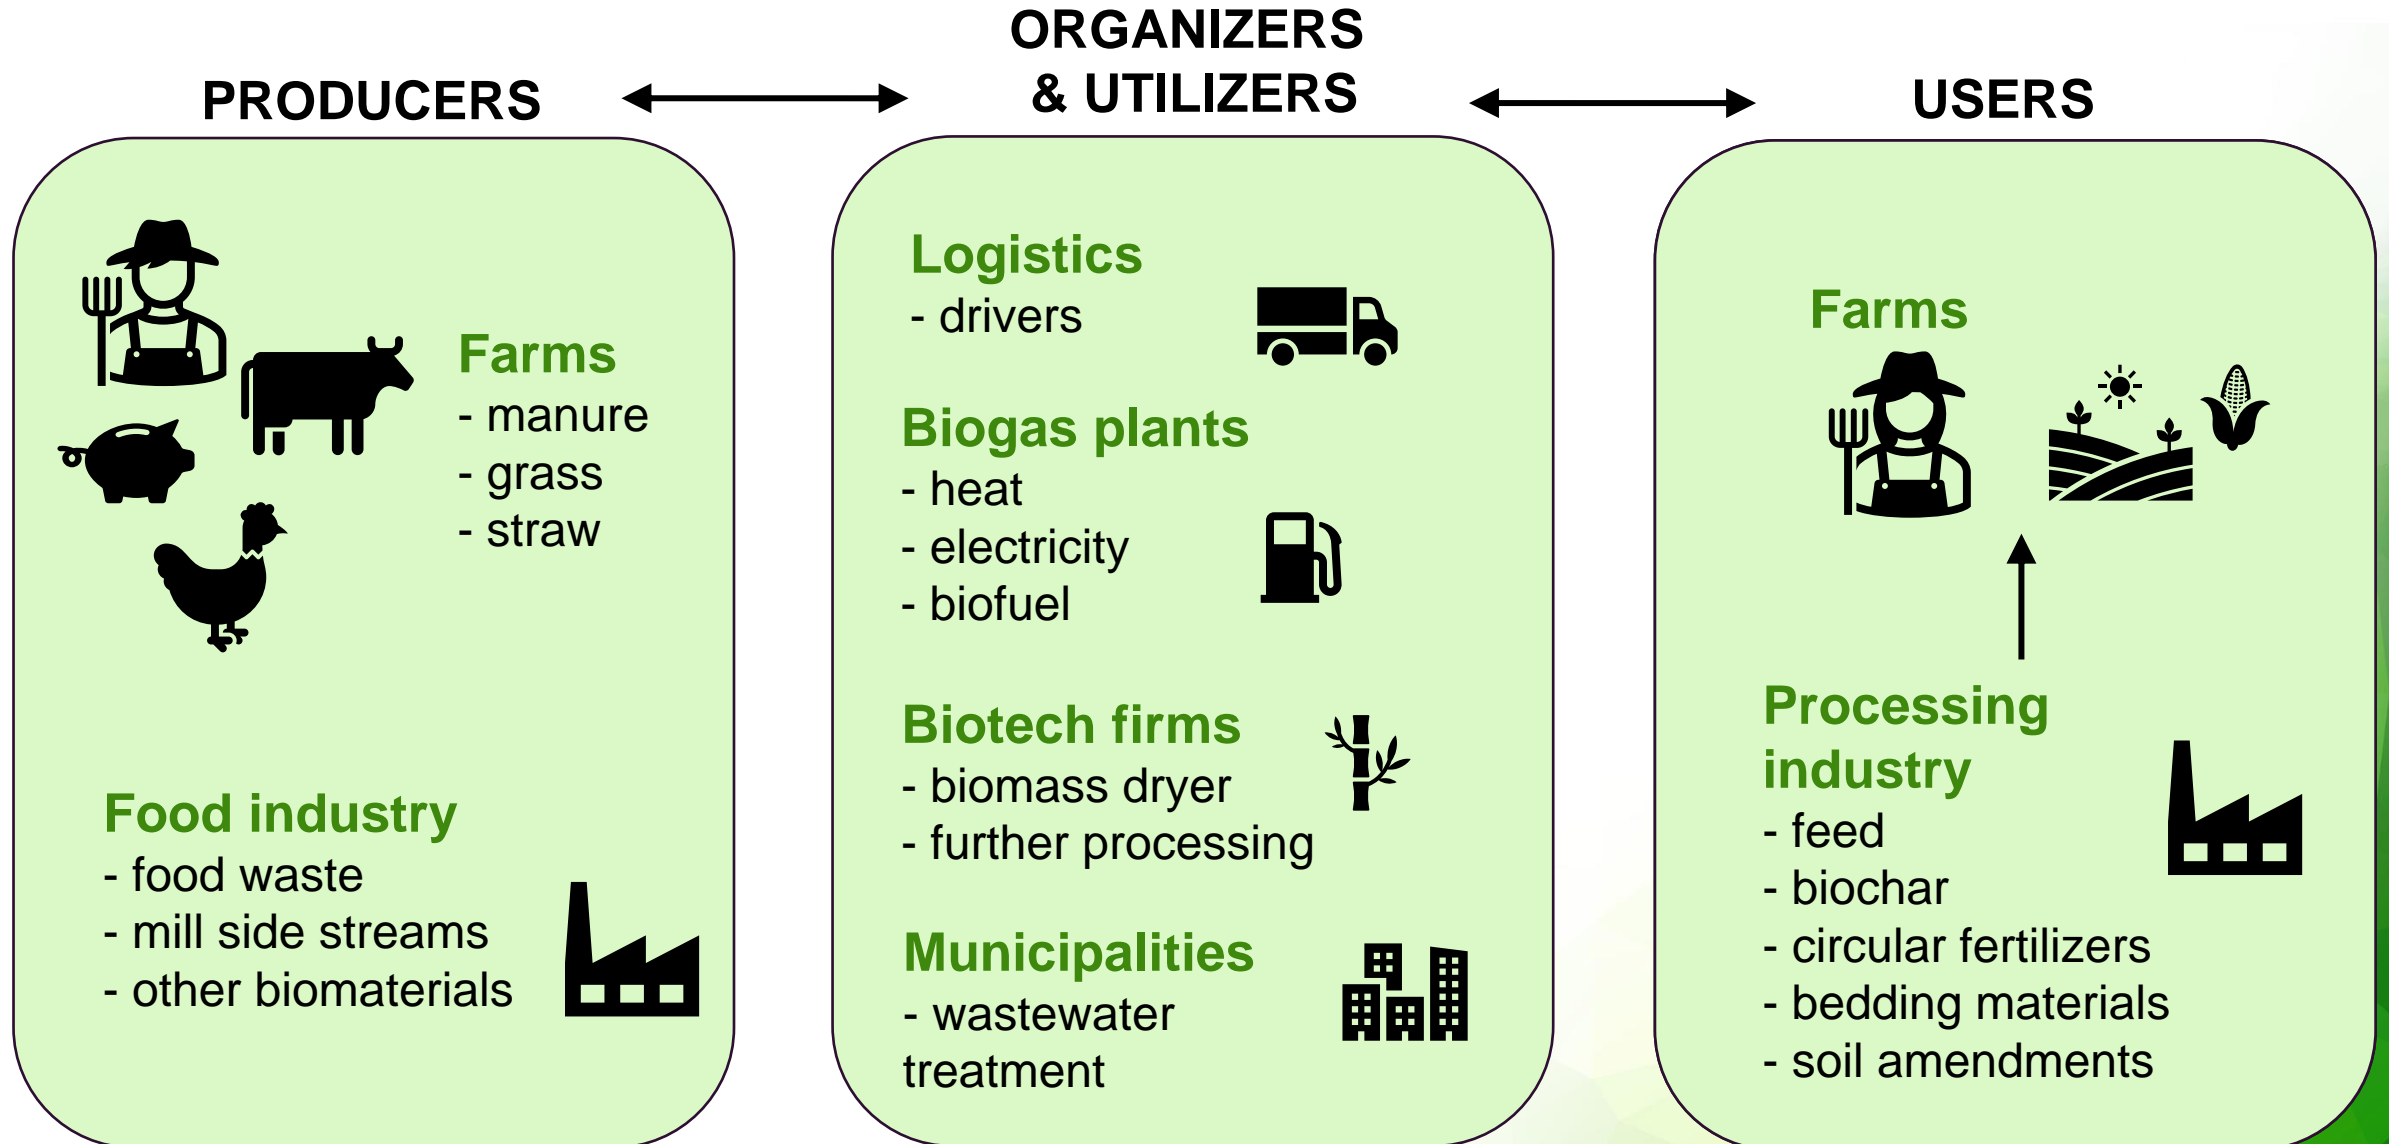 PRODUCERS
Farms
- manure
- grass
- straw
Food industry
- food waste
- mill side streams
- other biomaterials
ORGANIZERS
& UTILIZERS
Logistics
- drivers
Biogas plants
- heat
- electricity
- biofuel
Biotech firms
- biomass dryer
- further processing
Municipalities
- wastewater
treatment
USERS
Farms
Processing
industry
- feed
- biochar
- circular fertilizers
- bedding materials
- soil amendments